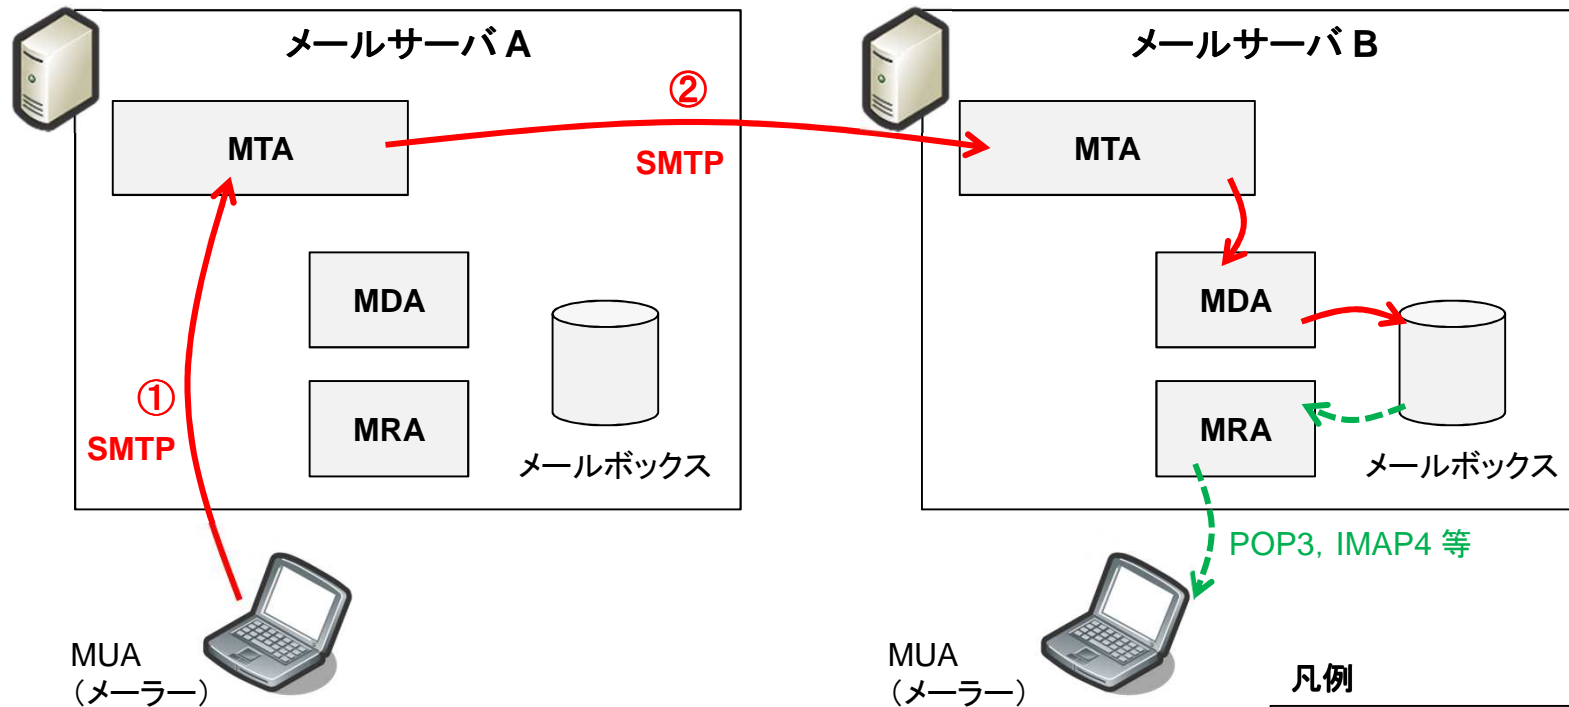 メールサーバ A
メールサーバ B
②
MTA
SMTP
MTA
MDA
MDA
①
SMTP
MRA
MRA
メールボックス
メールボックス
POP3, IMAP4 等
MUA
（メーラー）
MUA
（メーラー）
凡例